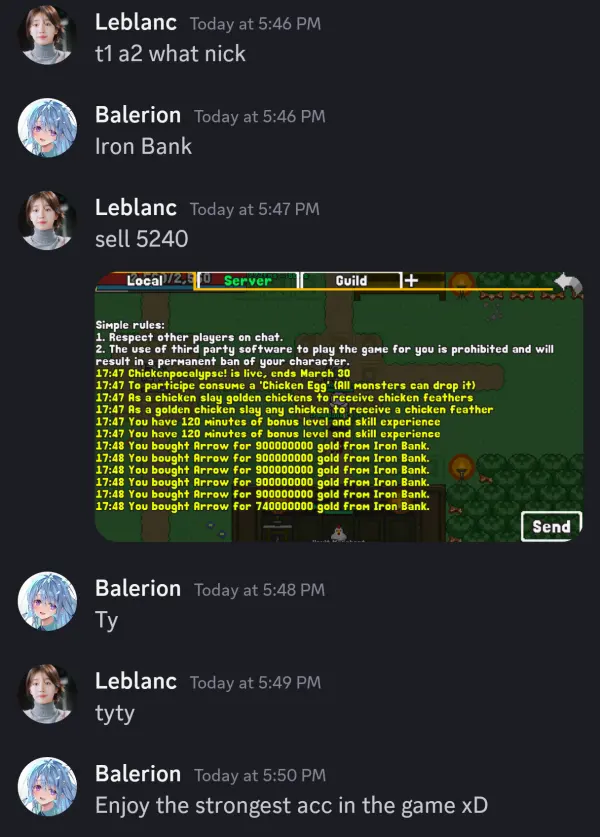 Leblanc Today at 5:46 PM
t1 a2 what nick
Balerion Today at 5:46 PM
Iron Bank
Leblanc Today at 5:47 PM
sell 5240
Local Server Guild +
Simple rules:
1. Respect other players on chat.
2. The use of third party software to play the game for you is prohibited and will
result in a permanent ban of your character.
17:47 Chickenpocalypse! is live, ends March 30
17:47 To participe consume a 'Chicken Egg' (All monsters can drop it)
17:47 As a chicken slay golden chickens to receive chicken feathers
17:47 As a golden chicken slay any chicken to receive a chicken feather
17:47 You have 120 minutes of bonus level and skill experience
17:47 You have 120 minutes of bonus level and skill experience
17:48 You bought Arrow for 900000000 gold from Iron Bank.
17:48 You bought Arrow for 900000000 gold from Iron Bank.
17:48 You bought Arrow for 900000000 gold from Iron Bank.
17:48 You bought Arrow for 900000000 gold from Iron Bank.
17:48 You bought Arrow for 900000000 gold from Iron Bank.
17:48 You bought Arrow for 740000000 gold from Iron Bank.
Send
Balerion Today at 5:48 PM
Ty
Leblanc Today at 5:49 PM
tyty
Balerion Today at 5:50 PM
Enjoy the strongest acc in the game xD